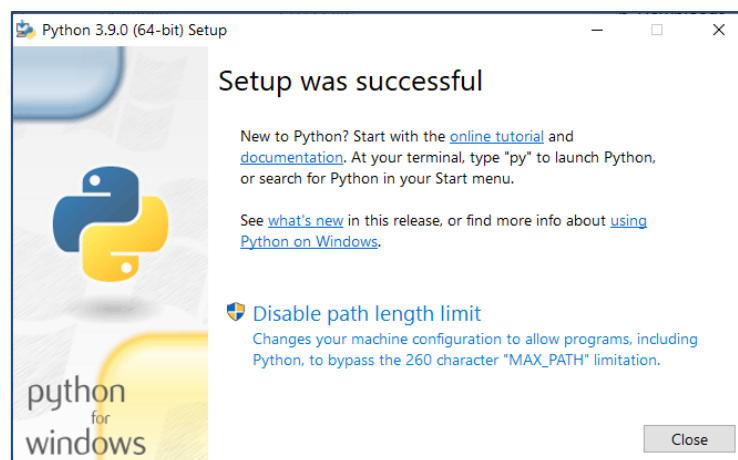 Python 3.9.0 (64-bit) Setup
Setup was successful
New to Python? Start with the online tutorial and
documentation. At your terminal, type "py" to launch Python,
or search for Python in your Start menu.
See what's new in this release, or find more info about using
Python on Windows.
Disable path length limit
Changes your machine configuration to allow programs, including
Python, to bypass the 260 character "MAX_PATH" limitation.
python
for
windows
Close